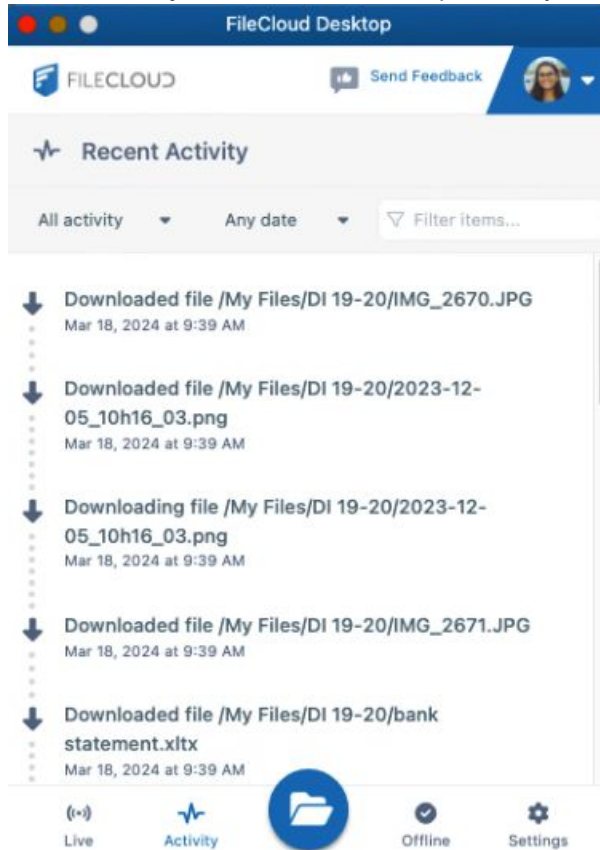 FileCloud Desktop
FILECLOUD
Send Feedback
Recent Activity
All activity
Any date
Filter items...
Downloaded file /My Files/DI 19-20/IMG_2670.JPG
Mar 18, 2024 at 9:39 AM
Downloaded file /My Files/DI 19-20/2023-12-
05_10h16_03.png
Mar 18, 2024 at 9:39 AM
Downloading file /My Files/DI 19-20/2023-12-
05_10h16_03.png
Mar 18, 2024 at 9:39 AM
Downloaded file /My Files/DI 19-20/IMG_2671.JPG
Mar 18, 2024 at 9:39 AM
Downloaded file /My Files/DI 19-20/bank
statement.xltx
Mar 18, 2024 at 9:39 AM
Live
Activity
Offline
Settings